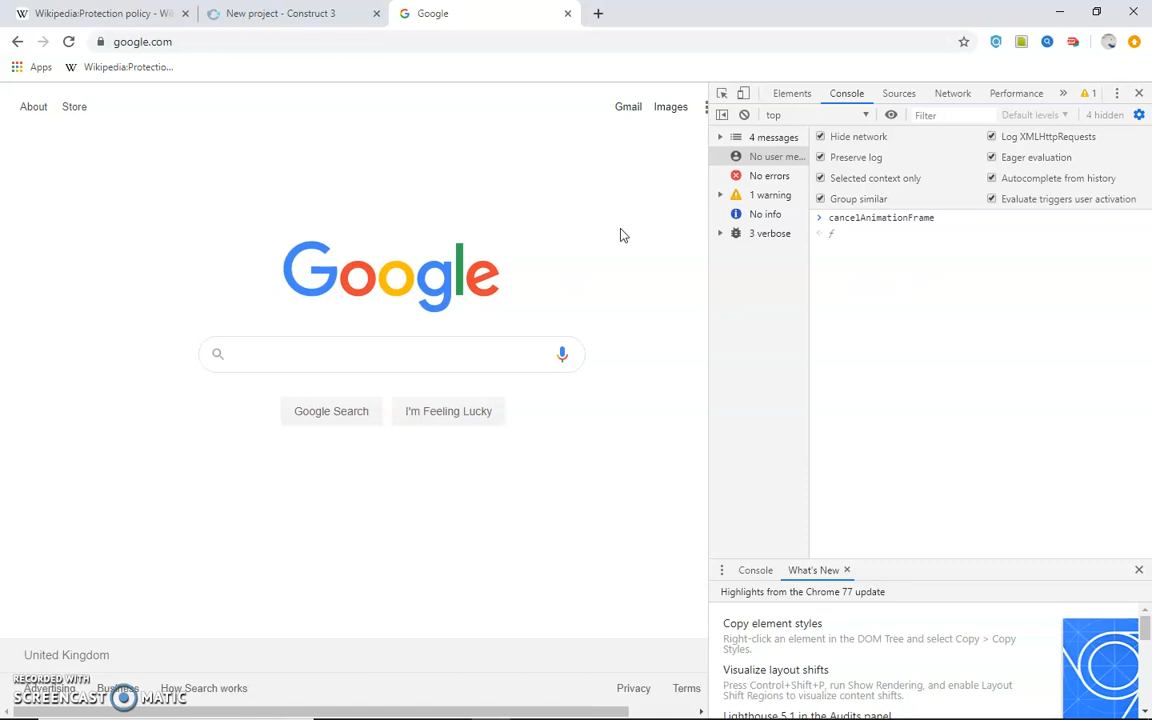 Wikipedia:Protection policy - Wi
New project - Construct 3
Google
google.com
Apps
Wikipedia:Protectio...
About
Store
Gmail
Images
Google
Google Search
I'm Feeling Lucky
United Kingdom
Advertising
Business
How Search works
Privacy
Terms
RECORDED WITH
SCREENCAST MATIC
Elements
Console
Sources
Network
Performance
»
1
top
Filter
Default levels
4 hidden
4 messages
No user me...
No errors
1 warning
No info
3 verbose
Hide network
Log XMLHttpRequests
Preserve log
Eager evaluation
Selected context only
Autocomplete from history
Group similar
Evaluate triggers user activation
cancelAnimationFrame
f
Console
What's New
Highlights from the Chrome 77 update
Copy element styles
Right-click an element in the DOM Tree and select Copy > Copy
Styles.
Visualize layout shifts
Press Control+Shift+P, run Show Rendering, and enable Layout
Shift Regions to visualize content shifts.
Lighthouse 5.1 in the Audits panel